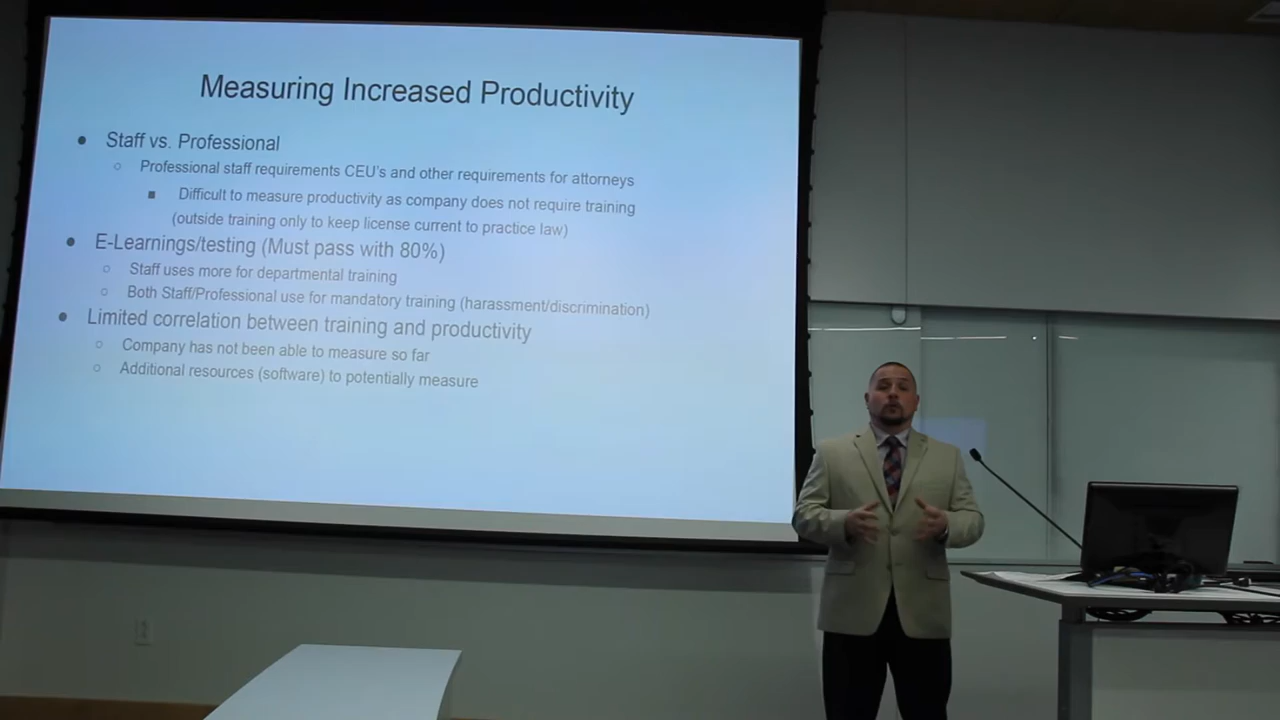 Measuring Increased Productivity
● Staff vs. Professional
○ Professional staff requirements CEU's and other requirements for attorneys
■ Difficult to measure productivity as company does not require training
(outside training only to keep license current to practice law)
● E-Learnings/testing (Must pass with 80%)
○ Staff uses more for departmental training
○ Both Staff/Professional use for mandatory training (harassment/discrimination)
● Limited correlation between training and productivity
○ Company has not been able to measure so far
○ Additional resources (software) to potentially measure